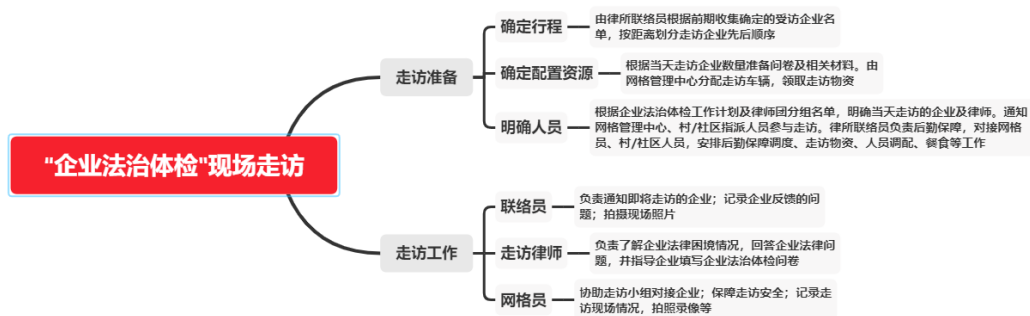 "企业法治体检"现场走访
走访准备
确定行程
由律所联络员根据前期收集确定的受访企业名
单，按距离划分走访企业先后顺序
确定配置资源
根据当天走访企业数量准备问卷及相关材料。由
网格管理中心分配走访车辆，领取走访物资
明确人员
根据企业法治体检工作计划及律师团分组名单，明确当天走访的企业及律师。通知
网格管理中心、村/社区指派人员参与走访。律所联络员负责后勤保障，对接网格
员、村/社区人员，安排后勤保障调度、走访物资、人员调配、餐食等工作
走访工作
联络员
负责通知即将走访的企业；记录企业反馈的问
题；拍摄现场照片
走访律师
负责了解企业法律困境情况，回答企业法律问
题，并指导企业填写企业法治体检问卷
网格员
协助走访小组对接企业；保障走访安全；记录走
访现场情况，拍照录像等